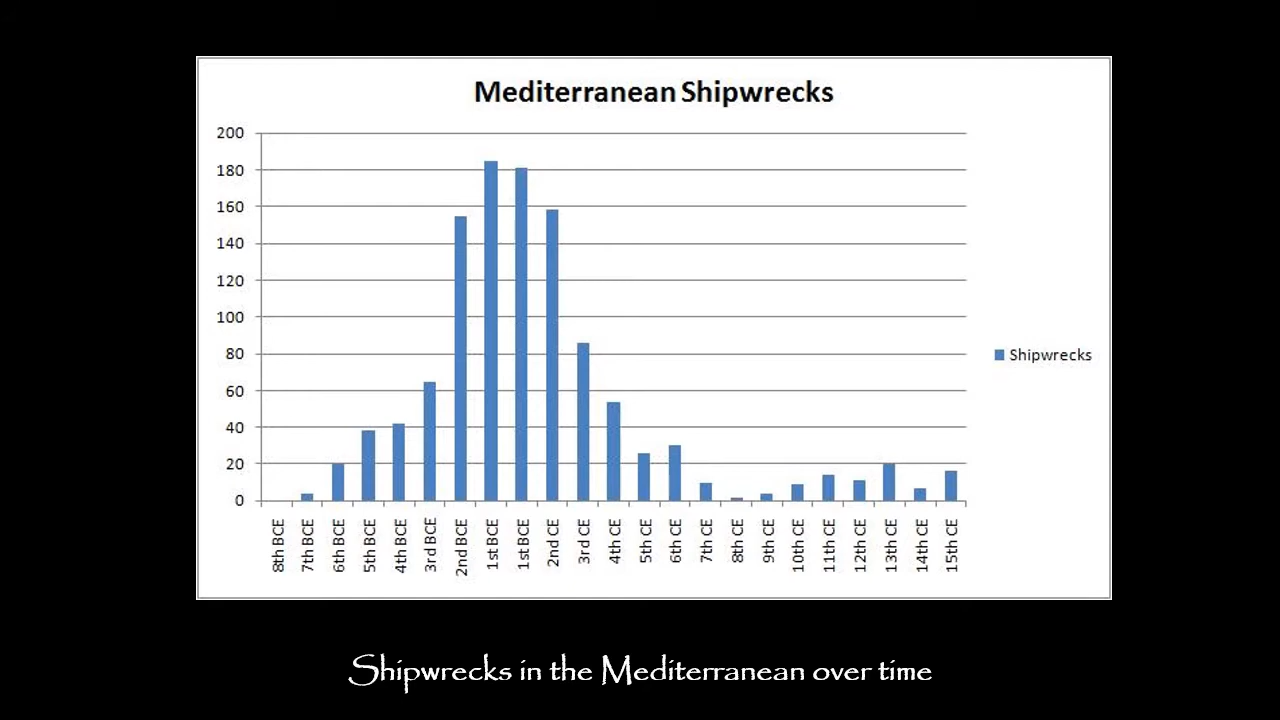 Mediterranean Shipwrecks
200
180
160
140
120
100
80
60
40
20
0
8th BCE
7th BCE
6th BCE
5th BCE
4th BCE
3rd BCE
2nd BCE
1st BCE
1st BCE
2nd CE
3rd CE
4th CE
5th CE
6th CE
7th CE
8th CE
9th CE
10th CE
11th CE
12th CE
13th CE
14th CE
15th CE
Shipwrecks
Shipwrecks in the Mediterranean over time